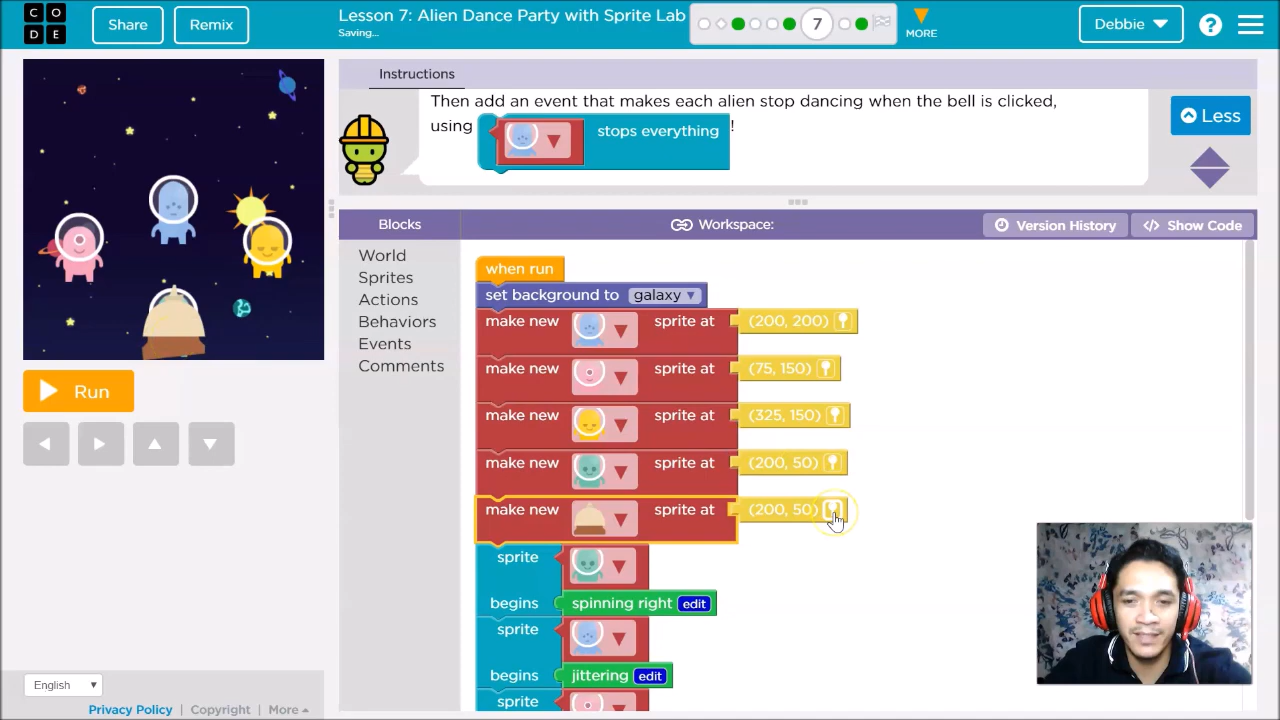 CODE
Share
Remix
Lesson 7: Alien Dance Party with Sprite Lab
Saving...
7
MORE
Debbie
?
Instructions
Then add an event that makes each alien stop dancing when the bell is clicked,
using stops everything !
Less
Blocks
Workspace:
Version History
</> Show Code
World
Sprites
Actions
Behaviors
Events
Comments
when run
set background to galaxy
make new sprite at (200, 200)
make new sprite at (75, 150)
make new sprite at (325, 150)
make new sprite at (200, 50)
make new sprite at (200, 50)
sprite
begins spinning right edit
sprite
begins jittering edit
sprite
Run
English
Privacy Policy | Copyright | More